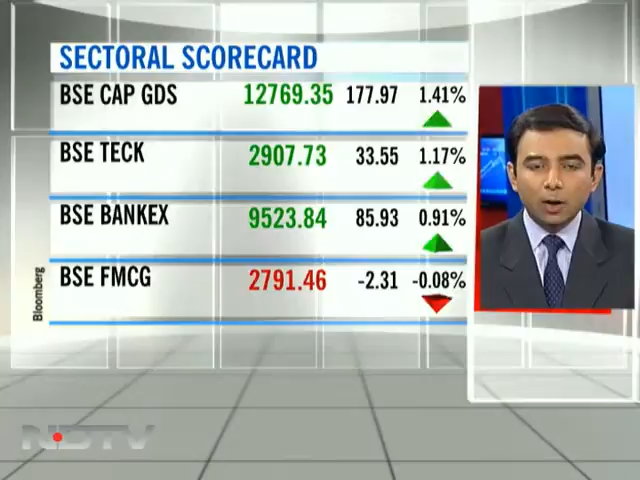 SECTORAL SCORECARD
BSE CAP GDS 12769.35 177.97 1.41%
BSE TECK 2907.73 33.55 1.17%
BSE BANKEX 9523.84 85.93 0.91%
BSE FMCG 2791.46 -2.31 -0.08%
Bloomberg
NDTV